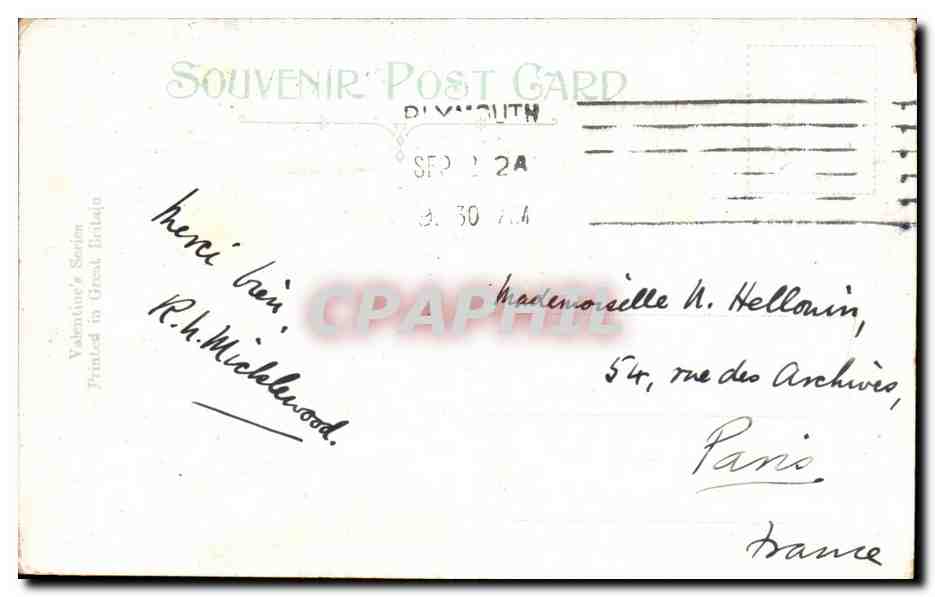 SOUVENIR POST CARD
PLYMOUTH
SEP 2A
30
Valentine's Series
Printed in Great Britain
Merci bien,
R. h. Micklewood.
CPAPHIL
Mademoiselle N. Hellouin,
54, rue des Archives,
Paris
France